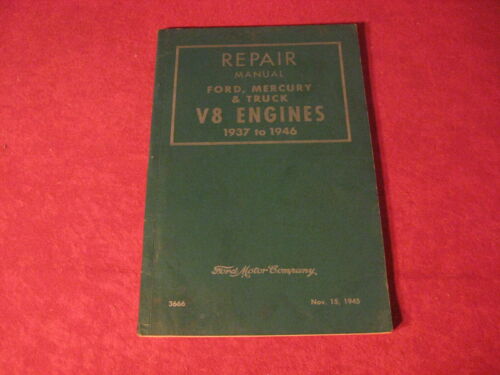 REPAIR
MANUAL
FORD, MERCURY
& TRUCK
V8 ENGINES
1937 to 1946
Ford Motor Company
3666 Nov. 15, 1945